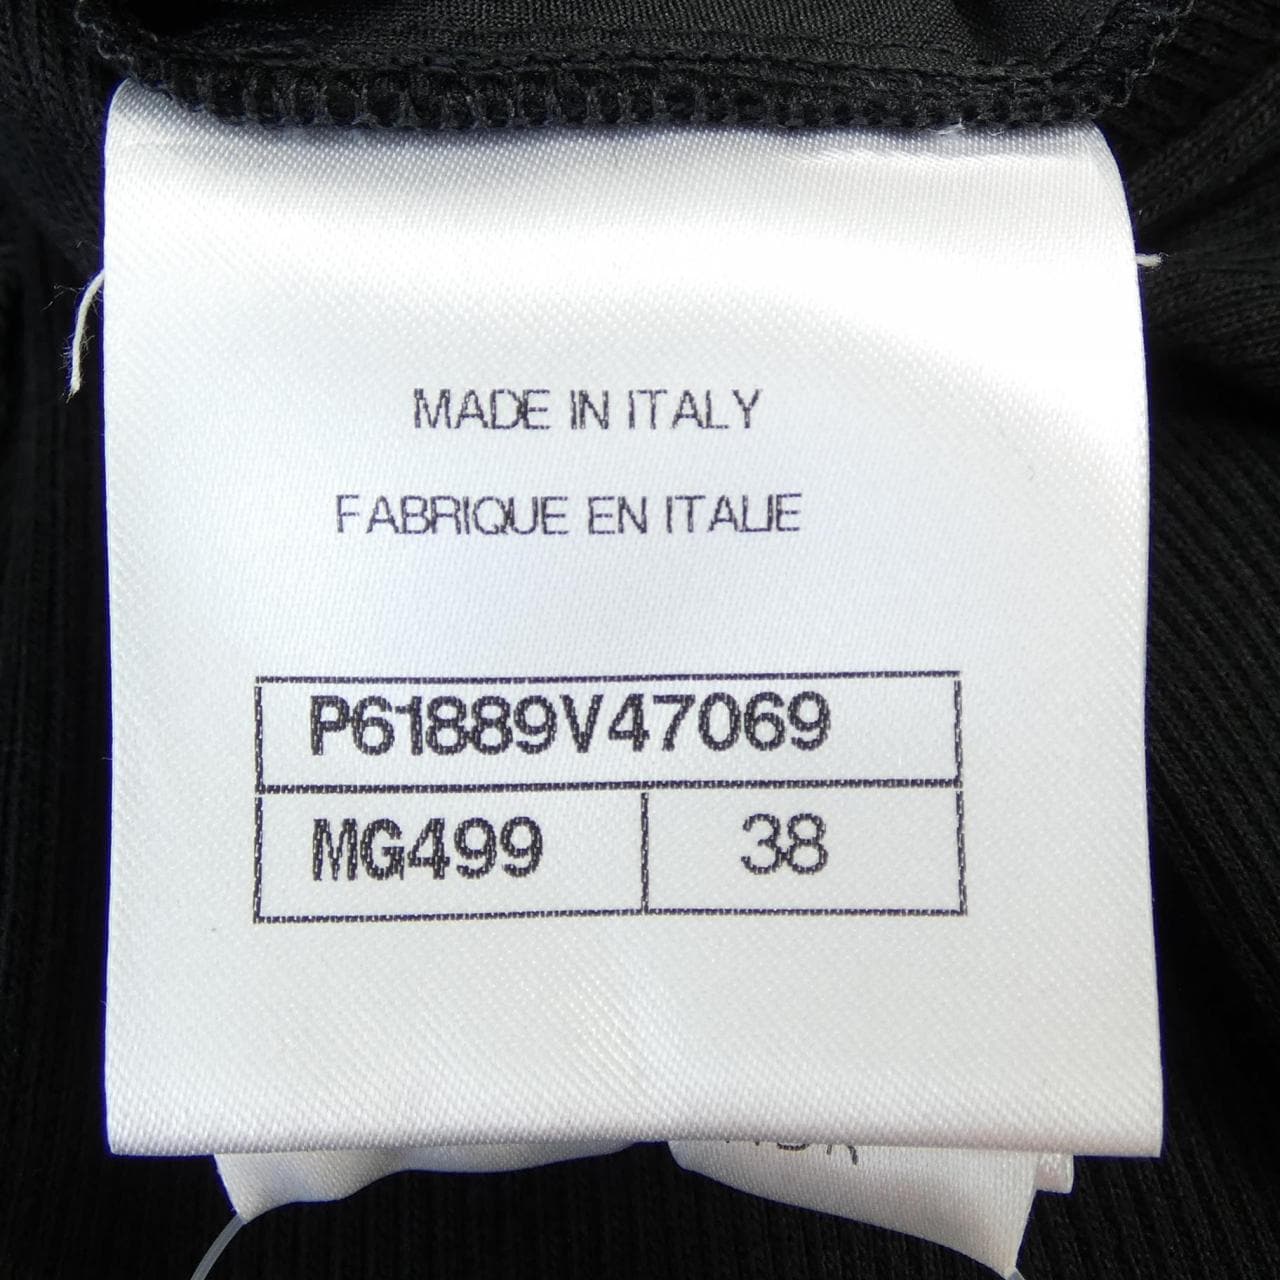 MADE IN ITALY
FABRIQUE EN ITALIE
P61889V47069
MG499 38